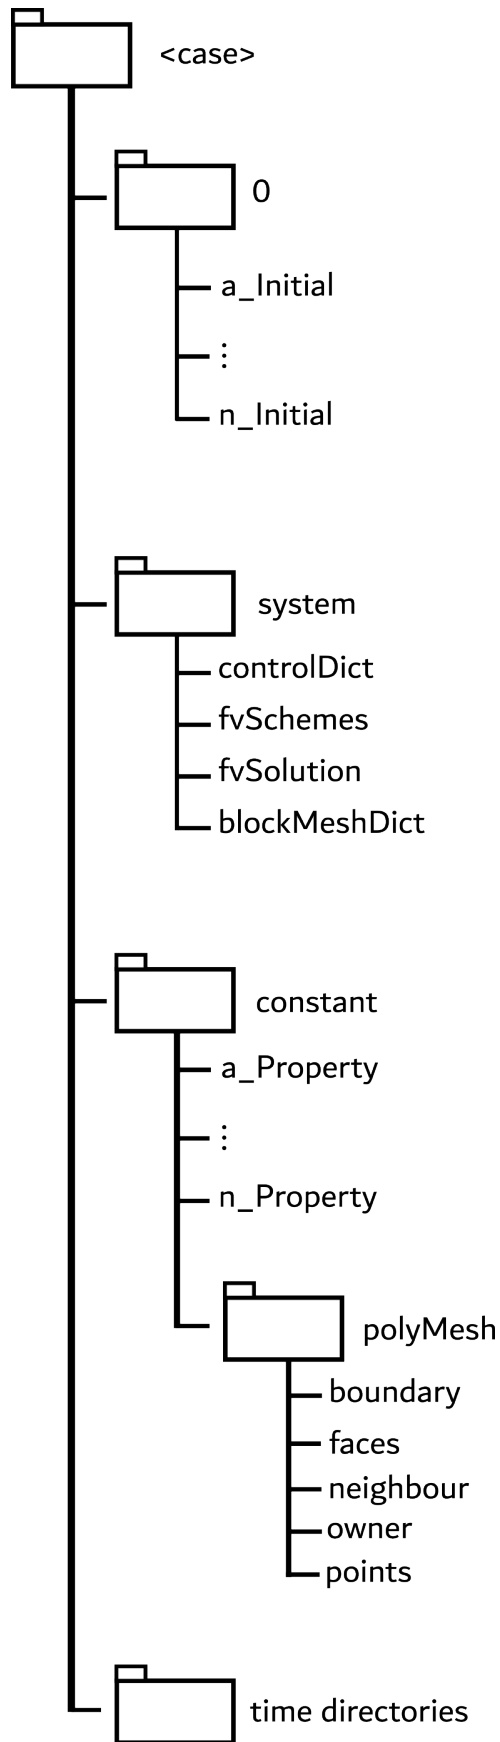 <case>
0
a_Initial
⋮
n_Initial
system
controlDict
fvSchemes
fvSolution
blockMeshDict
constant
a_Property
⋮
n_Property
polyMesh
boundary
faces
neighbour
owner
points
time directories